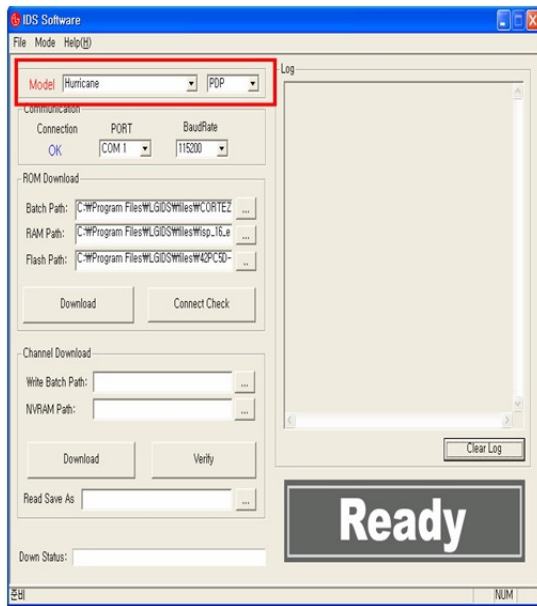 IDS Software
File Mode Help(H)
Model Hurricane PDP
Log
Communication
Connection PORT BaudRate
OK COM 1 115200
ROM Download
Batch Path: C:₩Program Files₩LGIDS₩files₩CORTEZ ...
RAM Path: C:₩Program Files₩LGIDS₩files₩isp_16_e ...
Flash Path: C:₩Program Files₩LGIDS₩files₩42PC5D- ...
Download Connect Check
Channel Download
Write Batch Path: ...
NVRAM Path: ...
Download Verify
Read Save As ...
Clear Log
Ready
Down Status:
준비 NUM